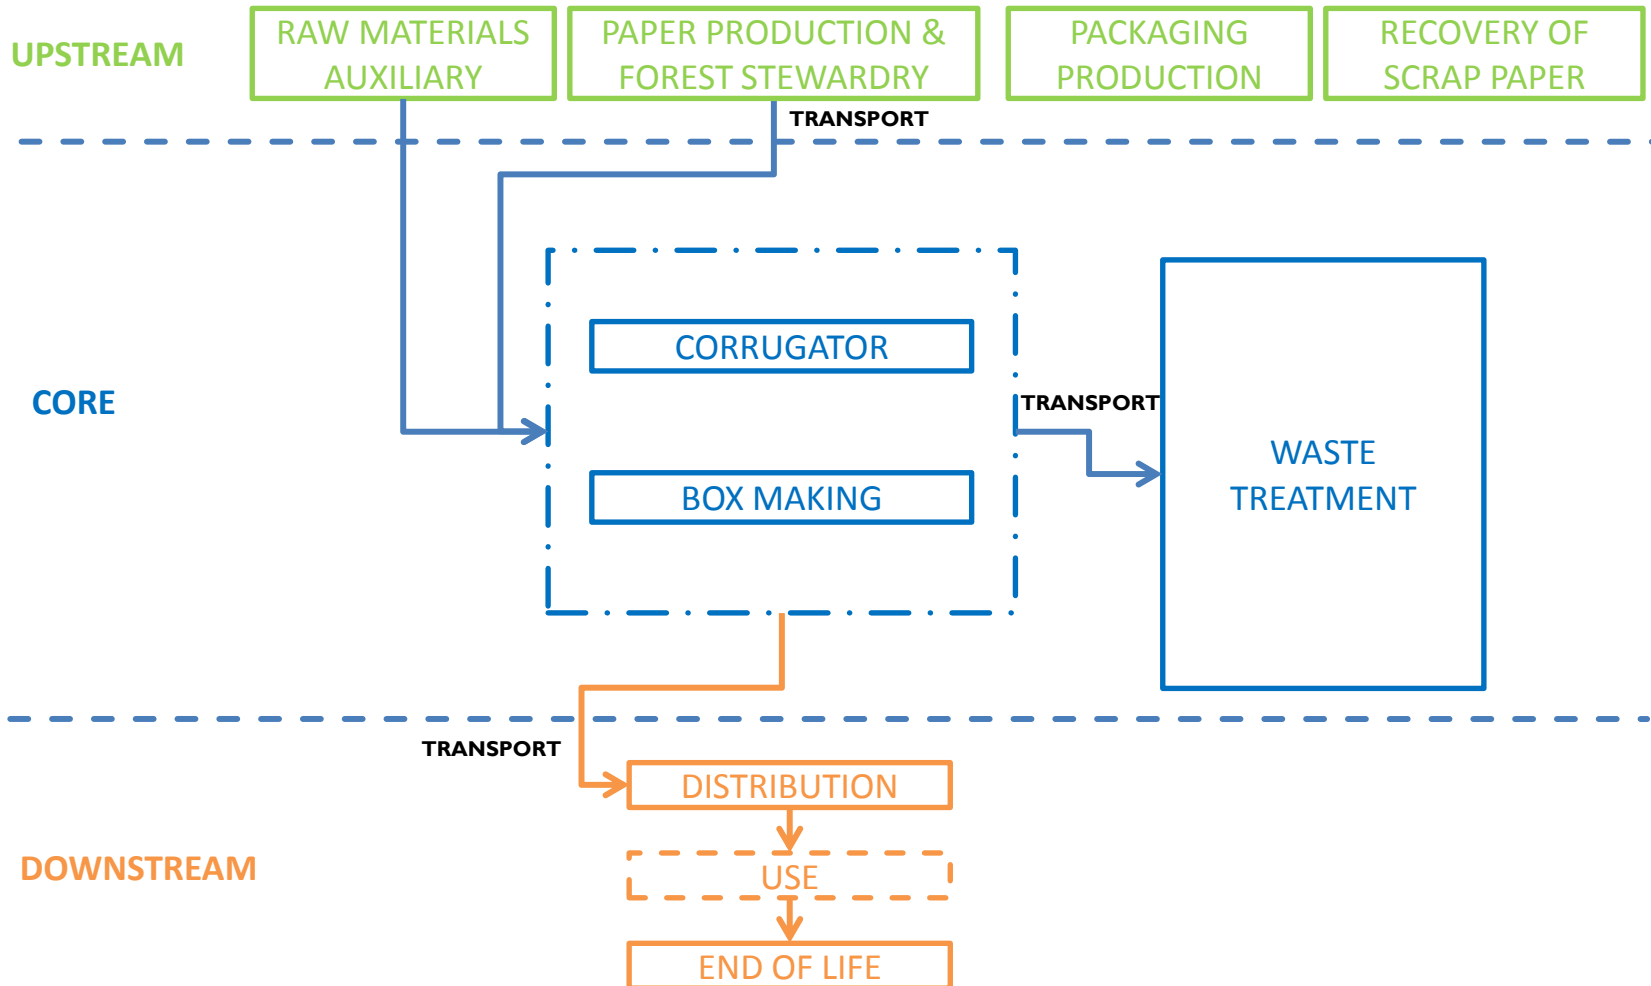 UPSTREAM
RAW MATERIALS
AUXILIARY
PAPER PRODUCTION &
FOREST STEWARDRY
PACKAGING
PRODUCTION
RECOVERY OF
SCRAP PAPER
TRANSPORT
CORE
CORRUGATOR
BOX MAKING
TRANSPORT
WASTE
TREATMENT
TRANSPORT
DOWNSTREAM
DISTRIBUTION
USE
END OF LIFE